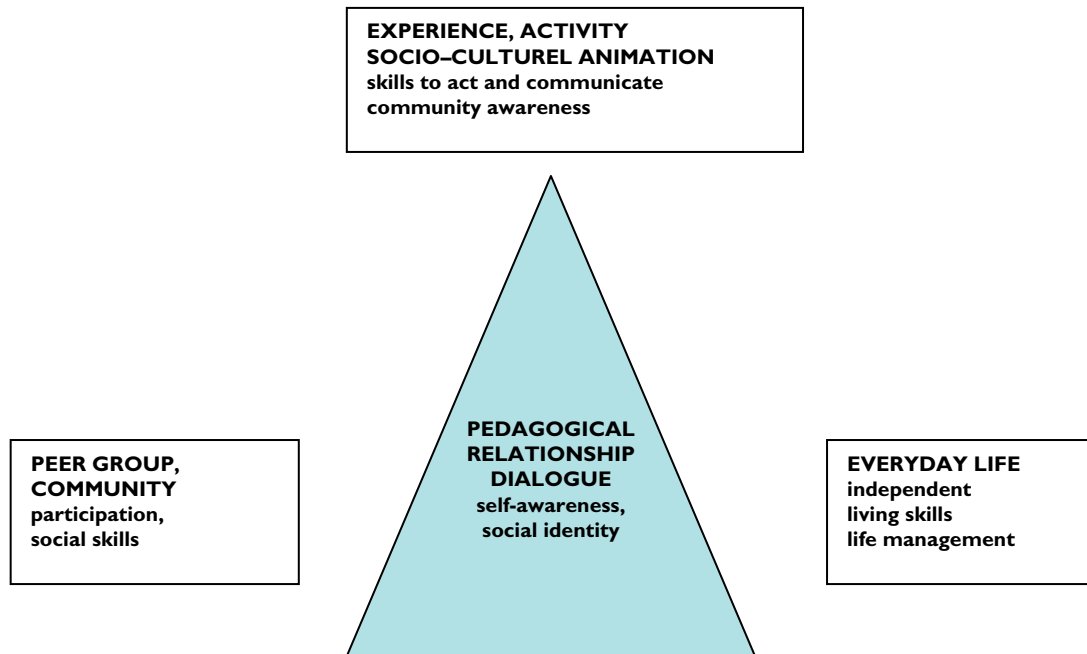 EXPERIENCE, ACTIVITY
SOCIO–CULTUREL ANIMATION
skills to act and communicate
community awareness
PEER GROUP,
COMMUNITY
participation,
social skills
PEDAGOGICAL
RELATIONSHIP
DIALOGUE
self-awareness,
social identity
EVERYDAY LIFE
independent
living skills
life management